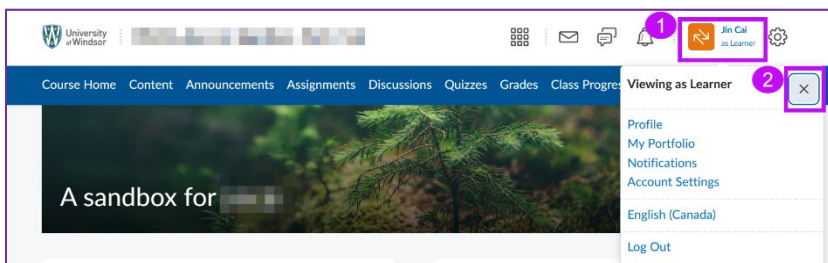 University
of Windsor
1
Jin Cai
as Learner
Course Home Content Announcements Assignments Discussions Quizzes Grades Class Progres
Viewing as Learner
2
Profile
My Portfolio
Notifications
Account Settings
English (Canada)
Log Out
A sandbox for